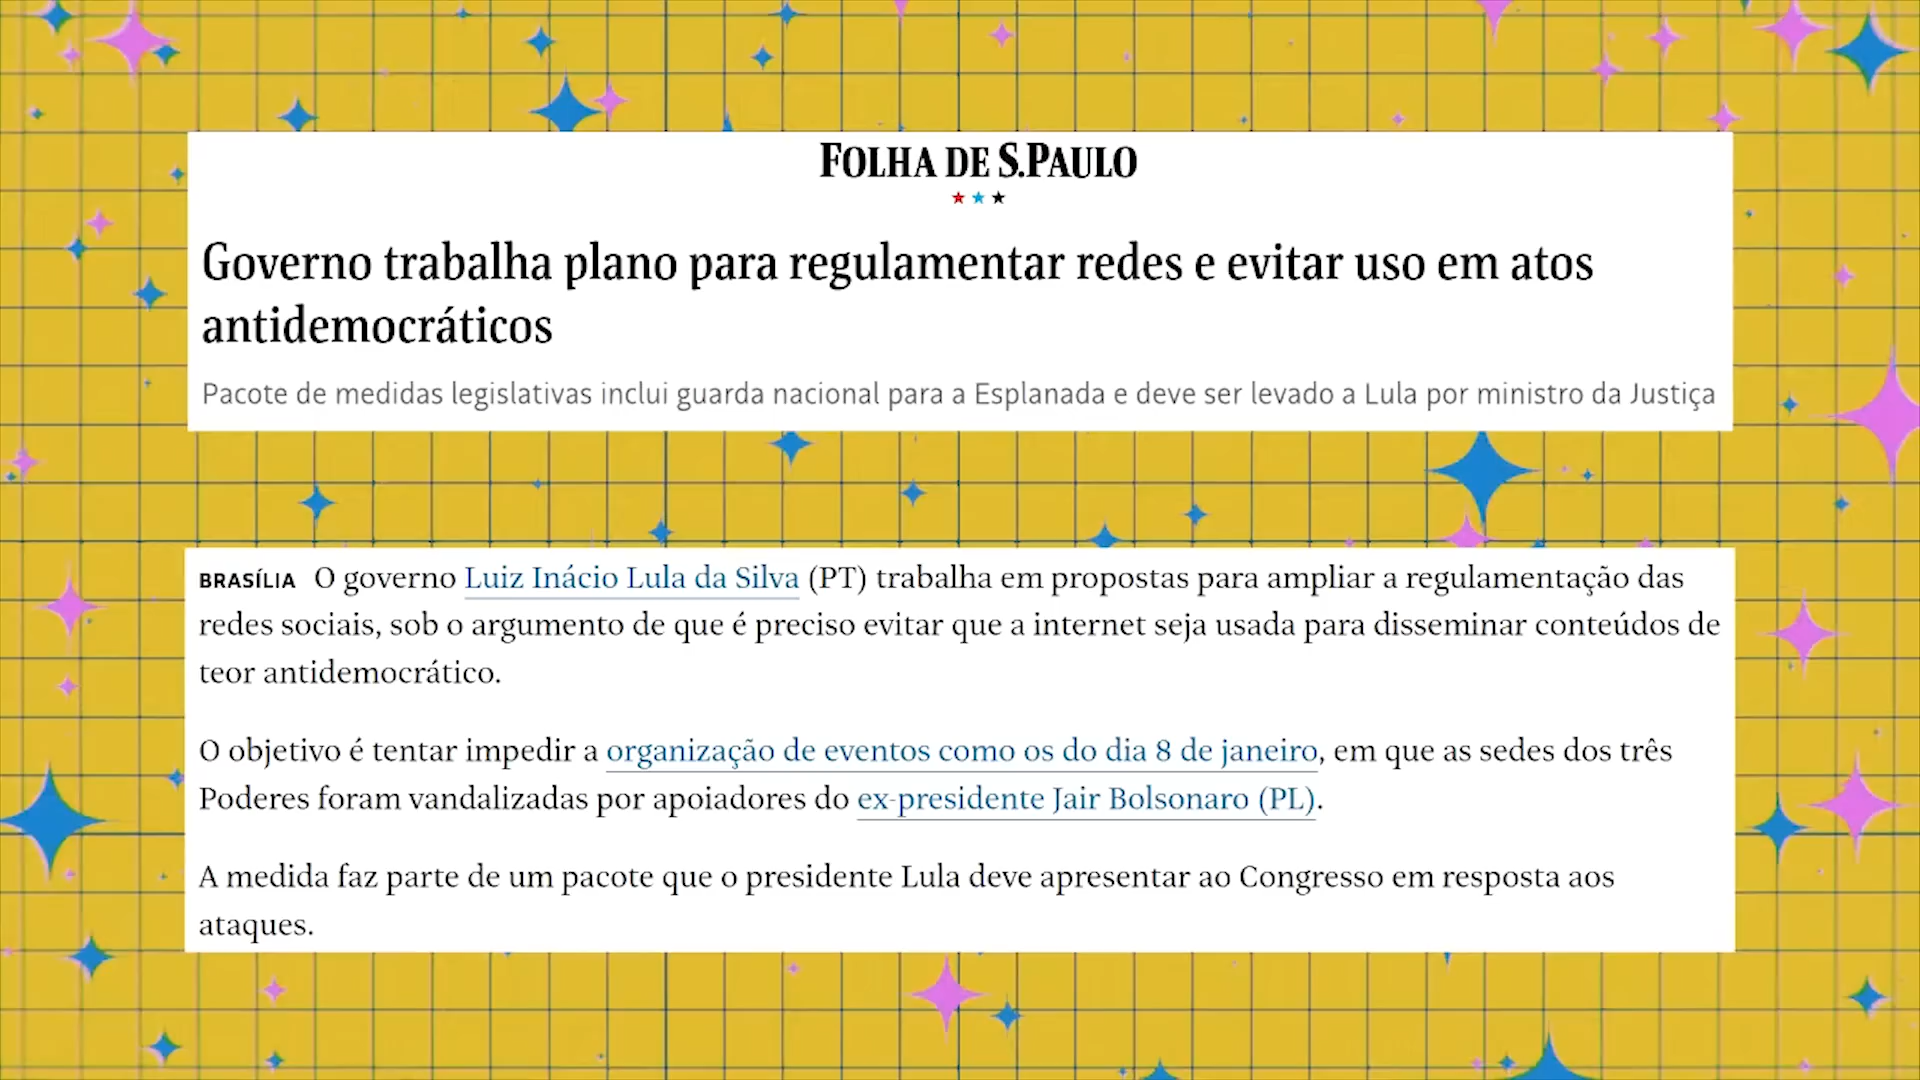 FOLHA DE S.PAULO
Governo trabalha plano para regulamentar redes e evitar uso em atos
antidemocráticos
Pacote de medidas legislativas inclui guarda nacional para a Esplanada e deve ser levado a Lula por ministro da Justiça
BRASÍLIA O governo Luiz Inácio Lula da Silva (PT) trabalha em propostas para ampliar a regulamentação das
redes sociais, sob o argumento de que é preciso evitar que a internet seja usada para disseminar conteúdos de
teor antidemocrático.
O objetivo é tentar impedir a organização de eventos como os do dia 8 de janeiro, em que as sedes dos três
Poderes foram vandalizadas por apoiadores do ex-presidente Jair Bolsonaro (PL).
A medida faz parte de um pacote que o presidente Lula deve apresentar ao Congresso em resposta aos
ataques.